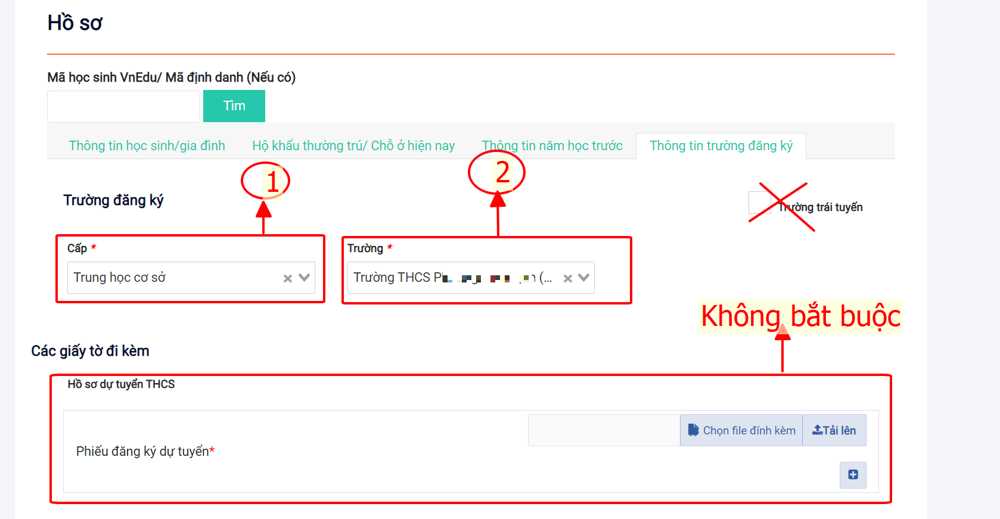 Hồ sơ
Mã học sinh VnEdu/ Mã định danh (Nếu có)
Tìm
Thông tin học sinh/gia đình Hộ khẩu thường trú/ Chỗ ở hiện nay Thông tin năm học trước Thông tin trường đăng ký
1 2
Trường đăng ký
Trường trái tuyến
Cấp * Trường *
Trung học cơ sở Trường THCS (...
Không bắt buộc
Các giấy tờ đi kèm
Hồ sơ dự tuyển THCS
Chọn file đính kèm Tải lên
Phiếu đăng ký dự tuyển*